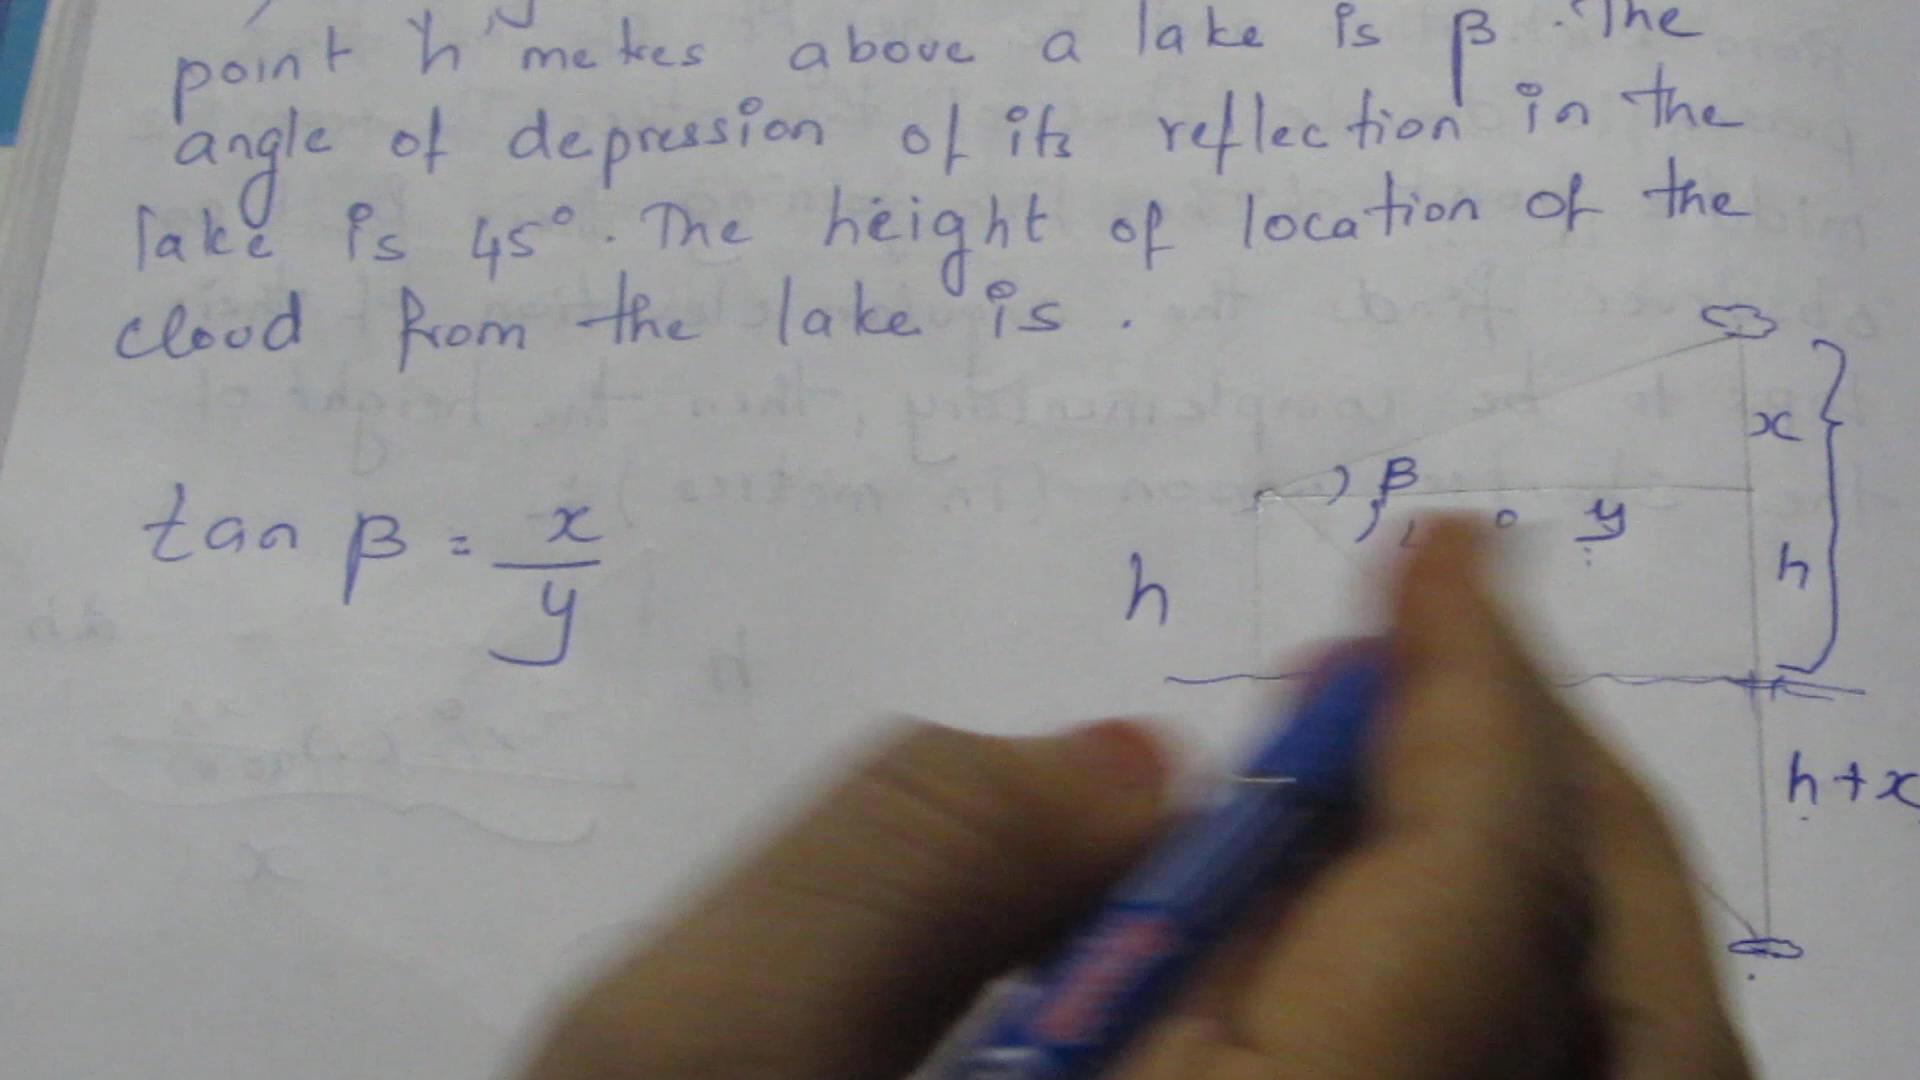 point h metres above a lake is β. The
angle of depression of its reflection in the
lake is 45°. The height of location of the
cloud from the lake is.
x
β
tan β = x/y
y
h
h
h+x